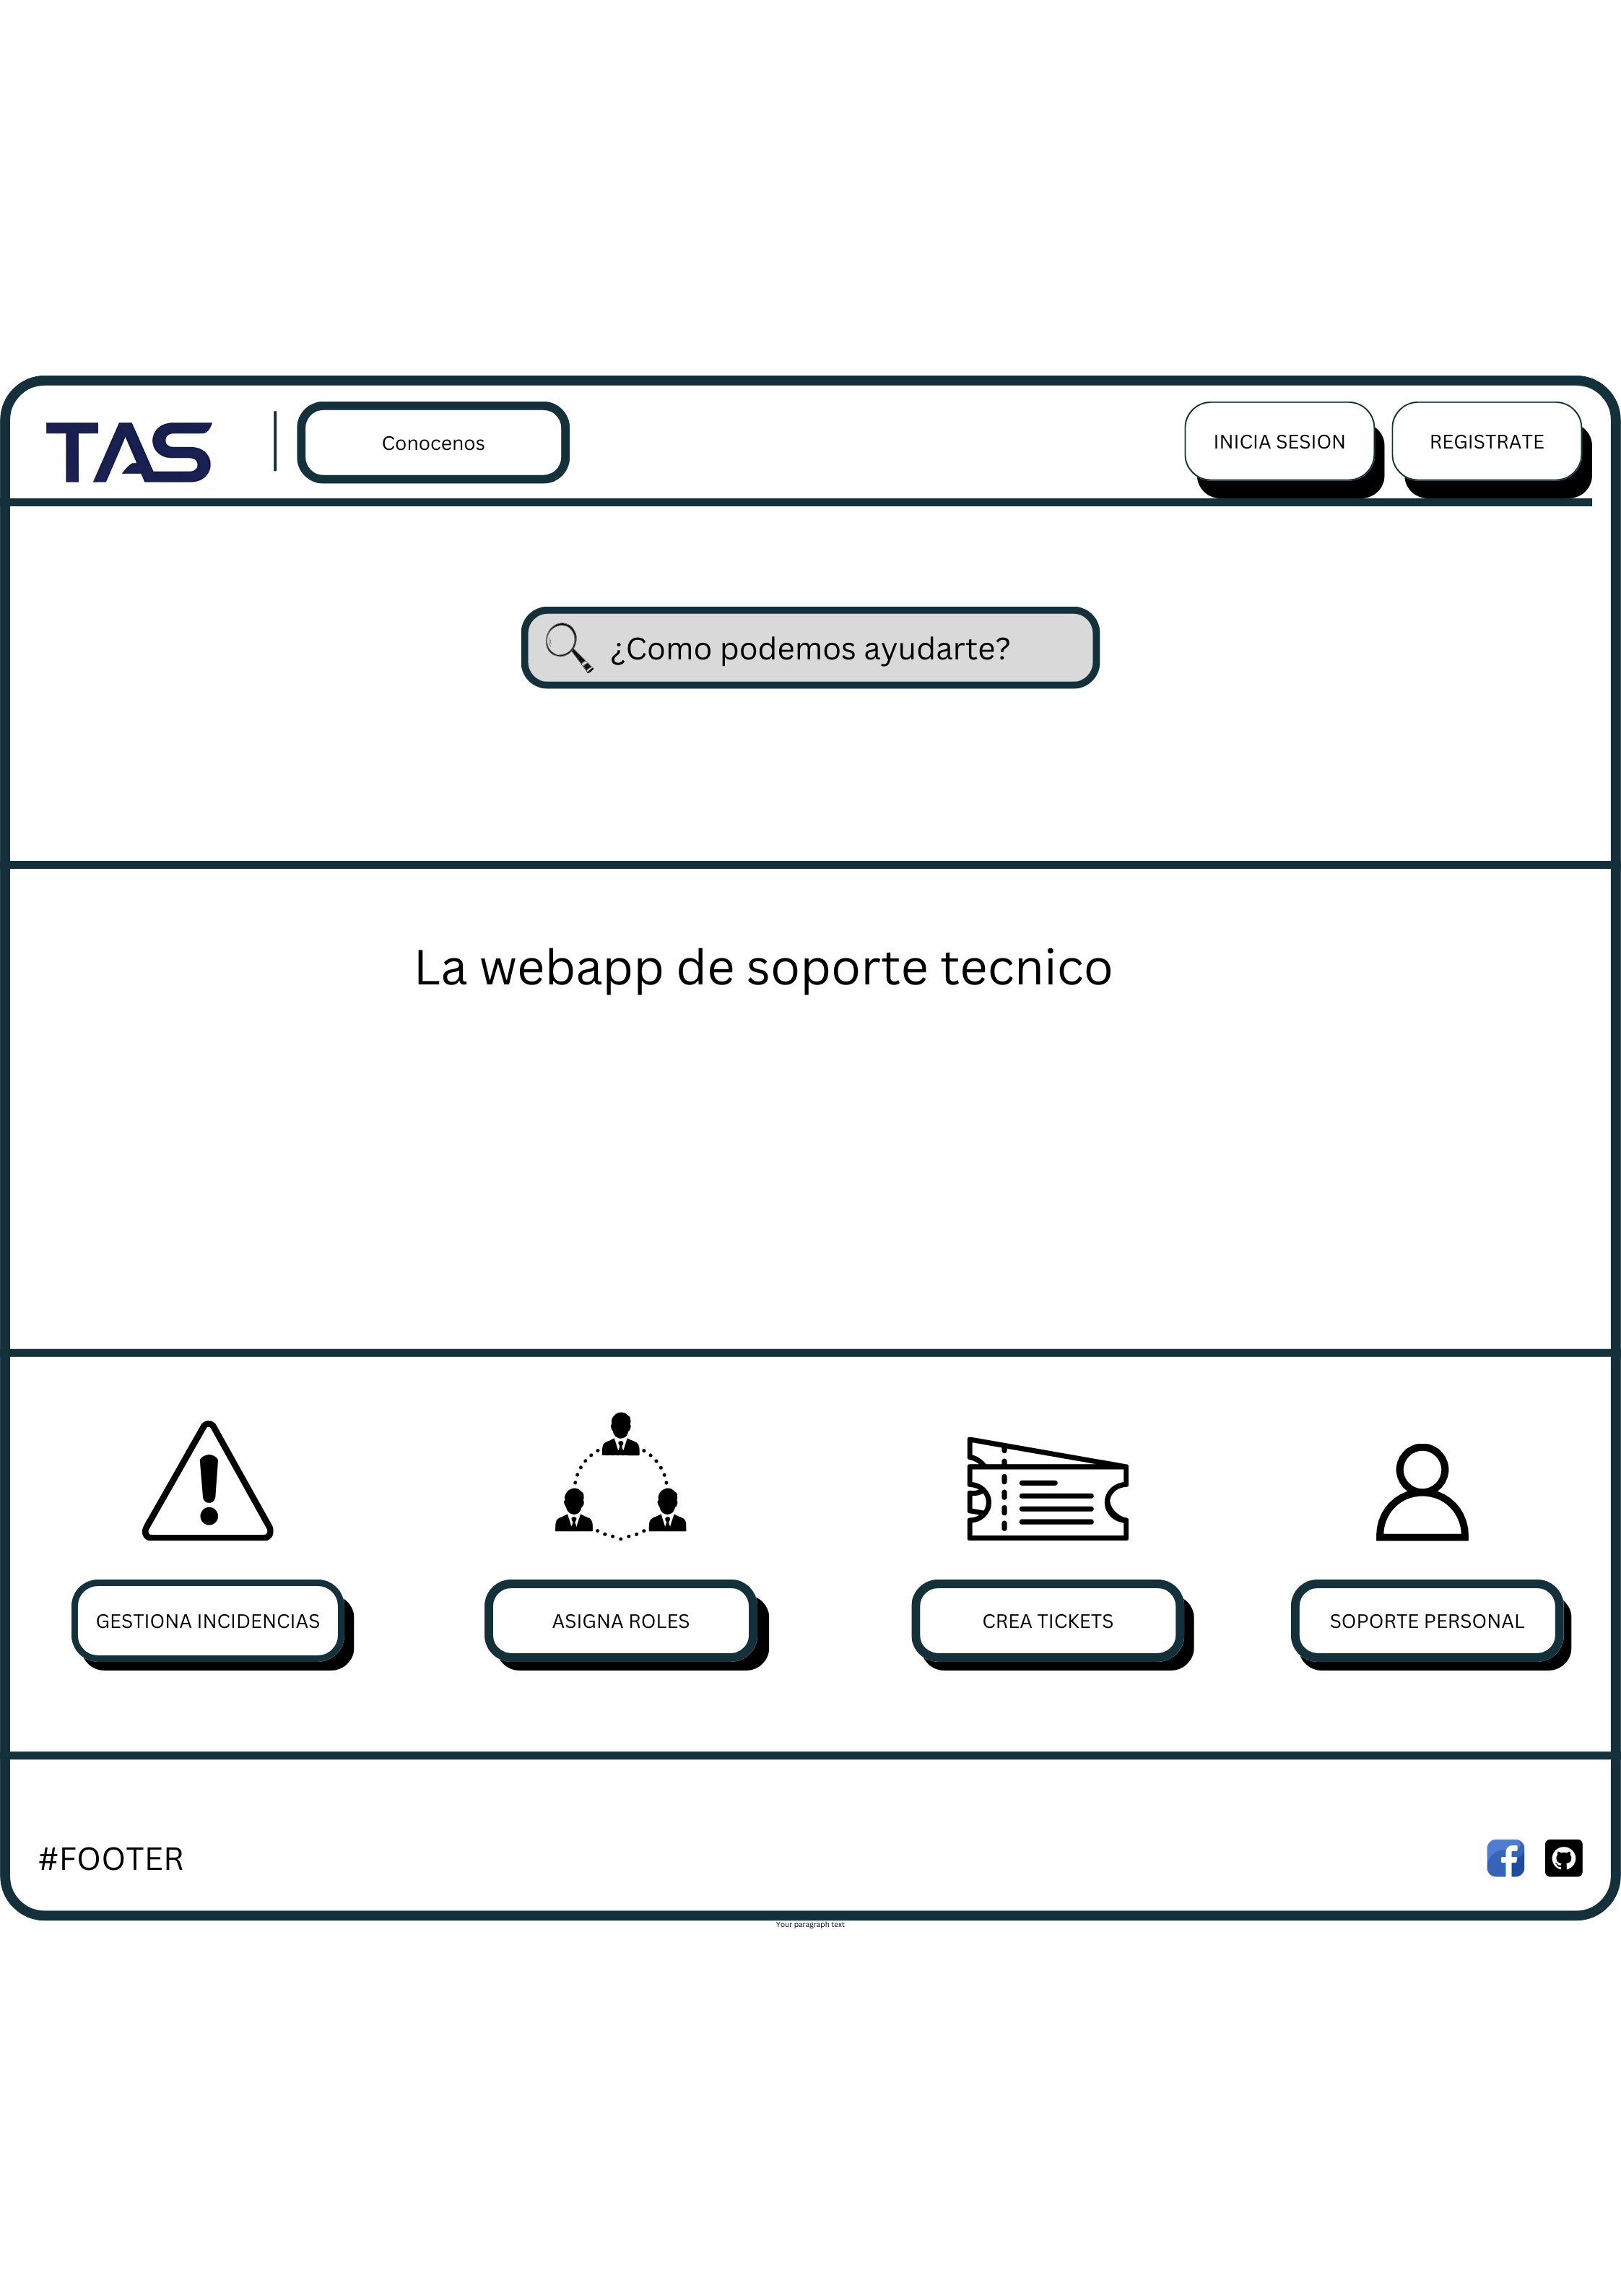 TAS
Conocenos
INICIA SESION
REGISTRATE
¿Como podemos ayudarte?
La webapp de soporte tecnico
GESTIONA INCIDENCIAS
ASIGNA ROLES
CREA TICKETS
SOPORTE PERSONAL
#FOOTER
Your paragraph text